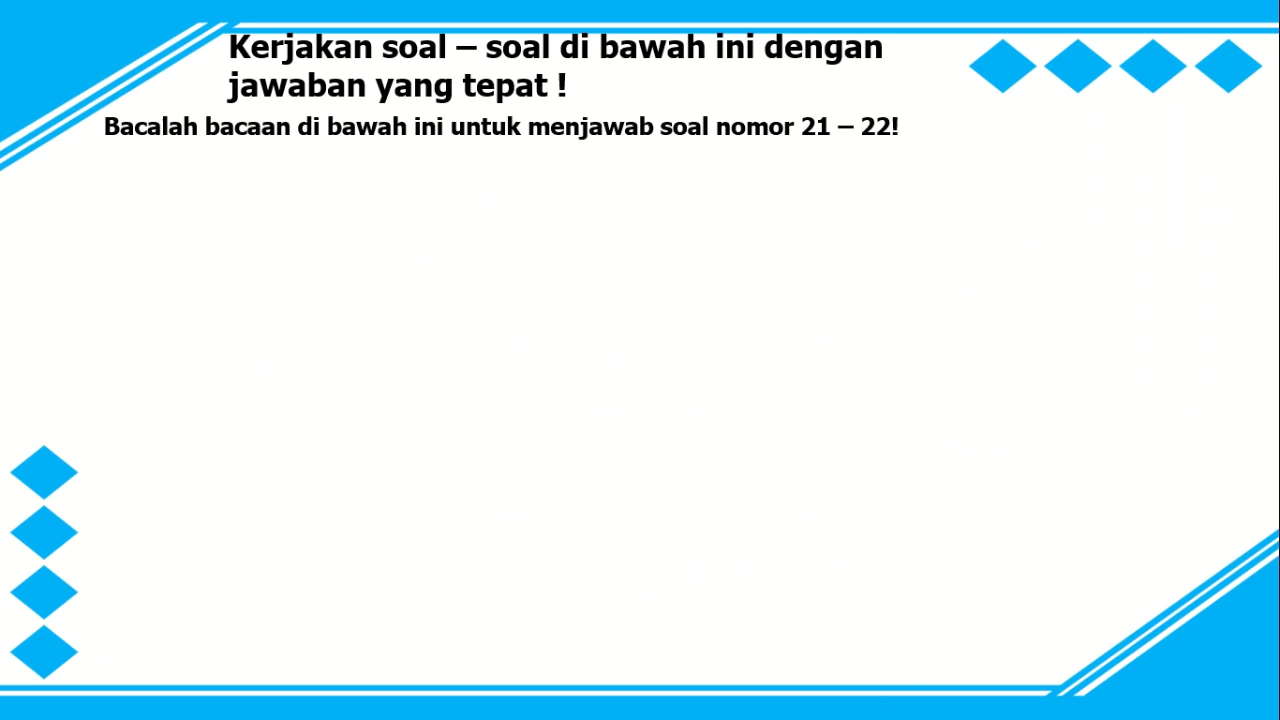 Kerjakan soal – soal di bawah ini dengan
jawaban yang tepat !
Bacalah bacaan di bawah ini untuk menjawab soal nomor 21 – 22!